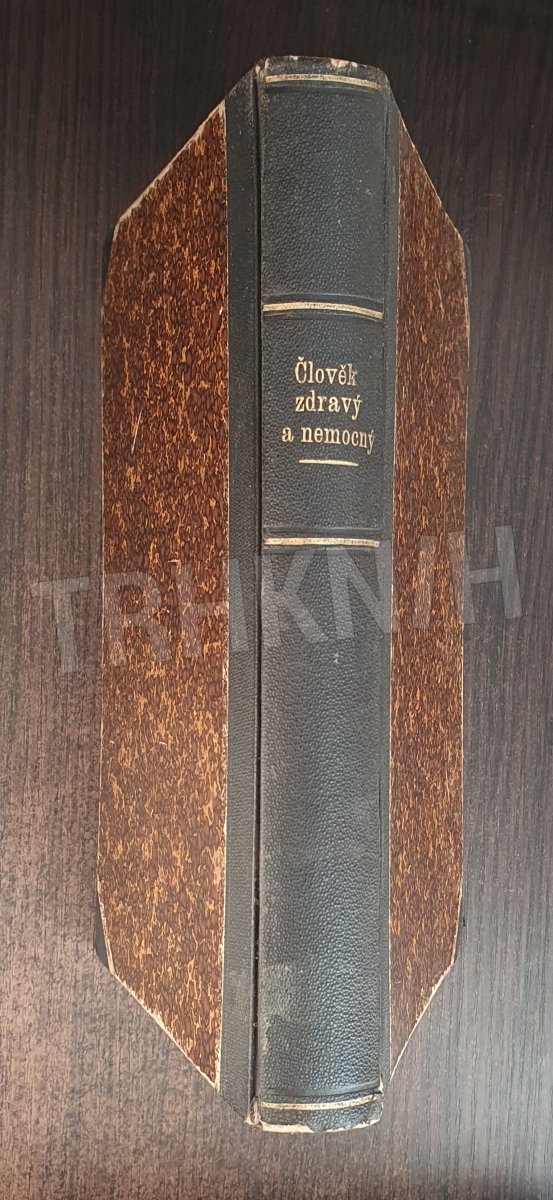 Člověk
zdravý
a nemocný
TRHKNIH